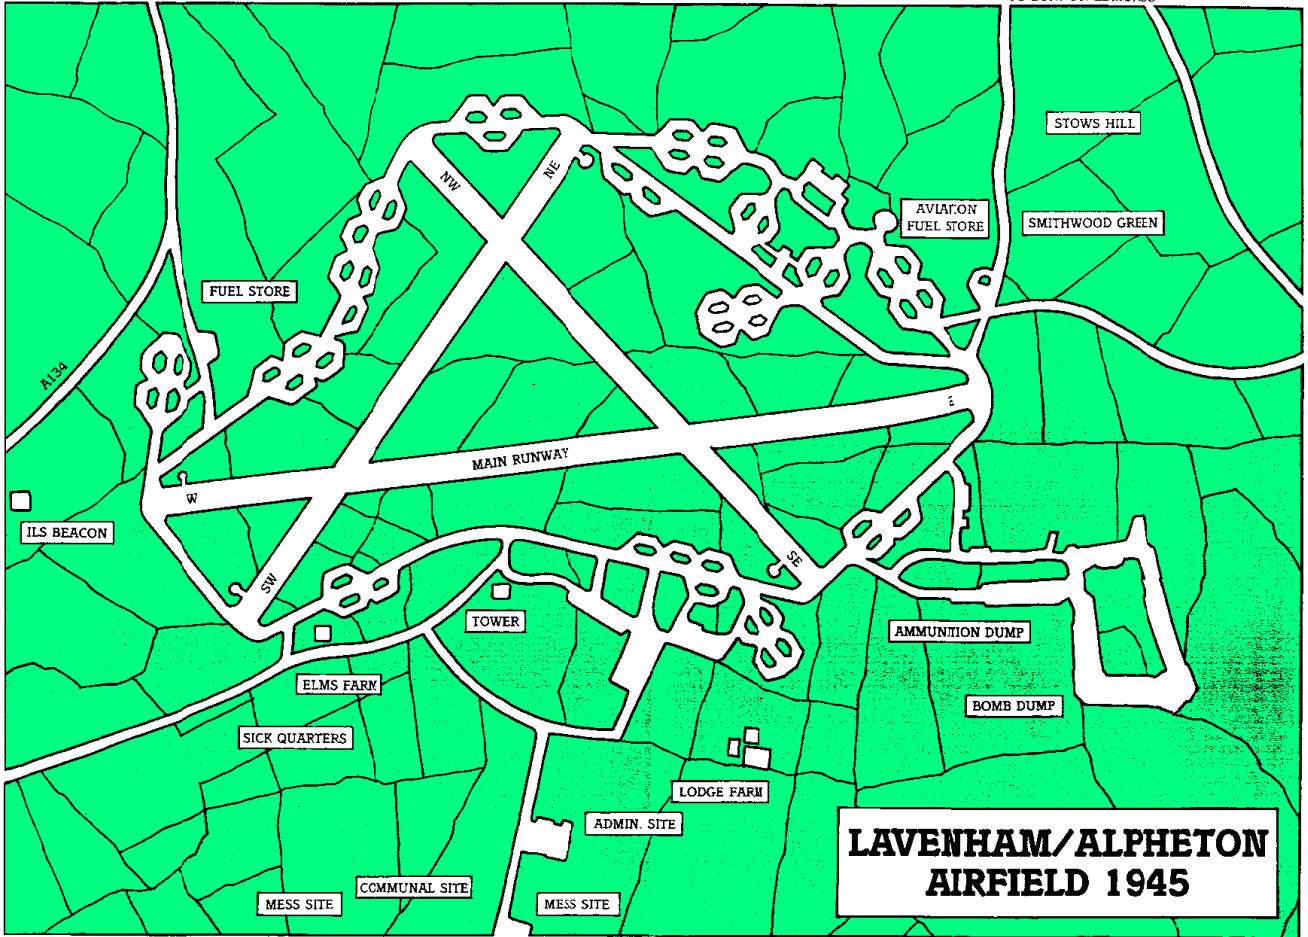 STOWS HILL
NW
NE
AVIATION
FUEL STORE
SMITHWOOD GREEN
FUEL STORE
A134
E
MAIN RUNWAY
W
ILS BEACON
SW
SE
TOWER
AMMUNITION DUMP
ELMS FARM
BOMB DUMP
SICK QUARTERS
LODGE FARM
ADMIN. SITE
LAVENHAM/ALPHETON
AIRFIELD 1945
COMMUNAL SITE
MESS SITE
MESS SITE